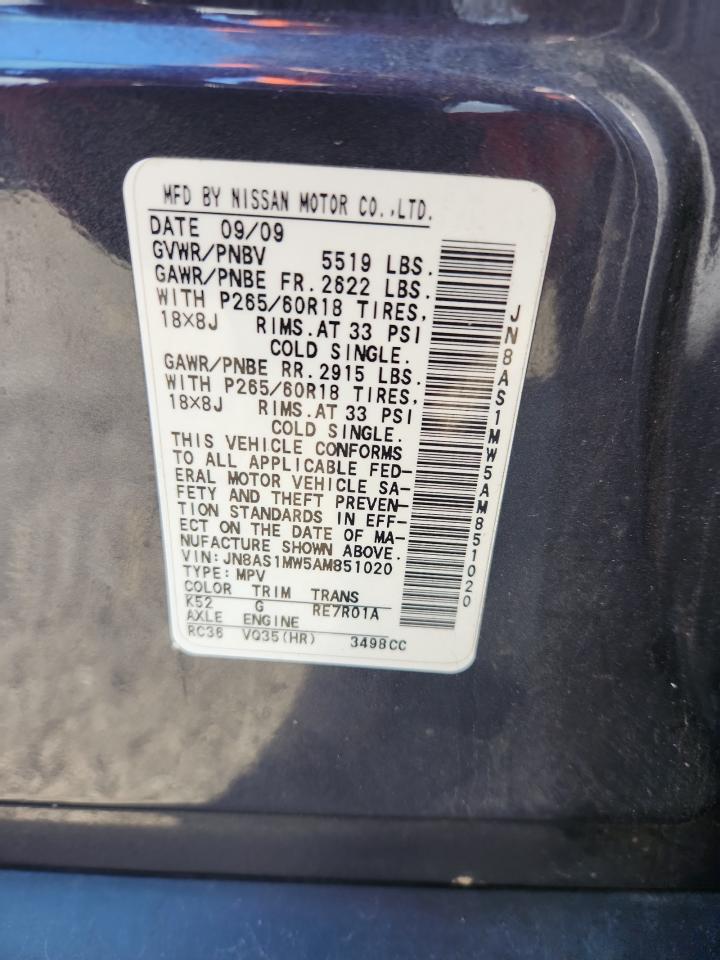 MFD BY NISSAN MOTOR CO.,LTD.
DATE 09/09
GVWR/PNBV 5519 LBS.
GAWR/PNBE FR. 2622 LBS.
WITH P265/60R18 TIRES,
18×8J RIMS.AT 33 PSI
COLD SINGLE.
GAWR/PNBE RR. 2915 LBS.
WITH P265/60R18 TIRES,
18×8J RIMS.AT 33 PSI
COLD SINGLE.
THIS VEHICLE CONFORMS
TO ALL APPLICABLE FED-
ERAL MOTOR VEHICLE SA-
FETY AND THEFT PREVEN-
TION STANDARDS IN EFF-
ECT ON THE DATE OF MA-
NUFACTURE SHOWN ABOVE.
VIN:JN8AS1MW5AM851020
TYPE:MPV
COLOR TRIM TRANS
K52 G RE7R01A
AXLE ENGINE
RC36 VQ35(HR) 3498CC
JN8AS1MW5AM851020